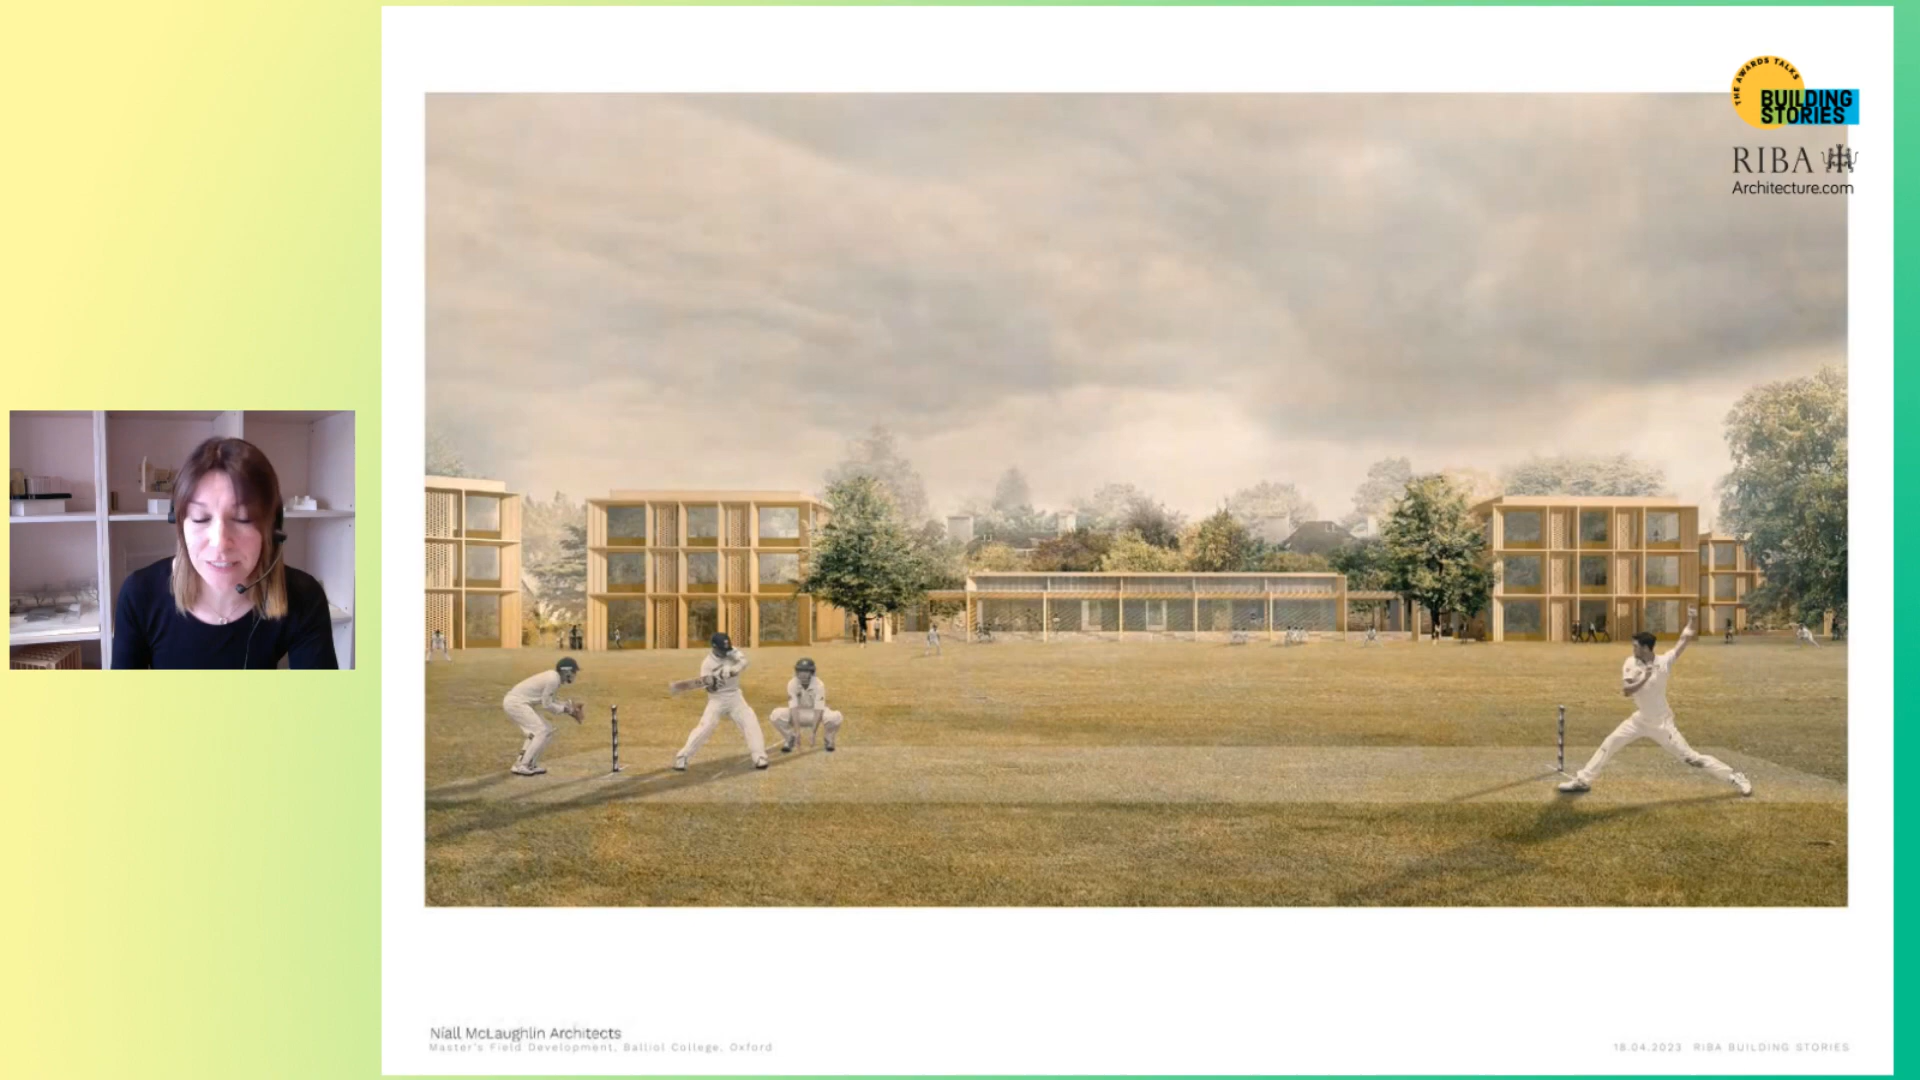 THE AWARDS TALKS
BUILDING
STORIES
RIBA
Architecture.com
Níall McLaughlin Architects
Master's Field Development, Balliol College, Oxford
18.04.2023 RIBA BUILDING STORIES